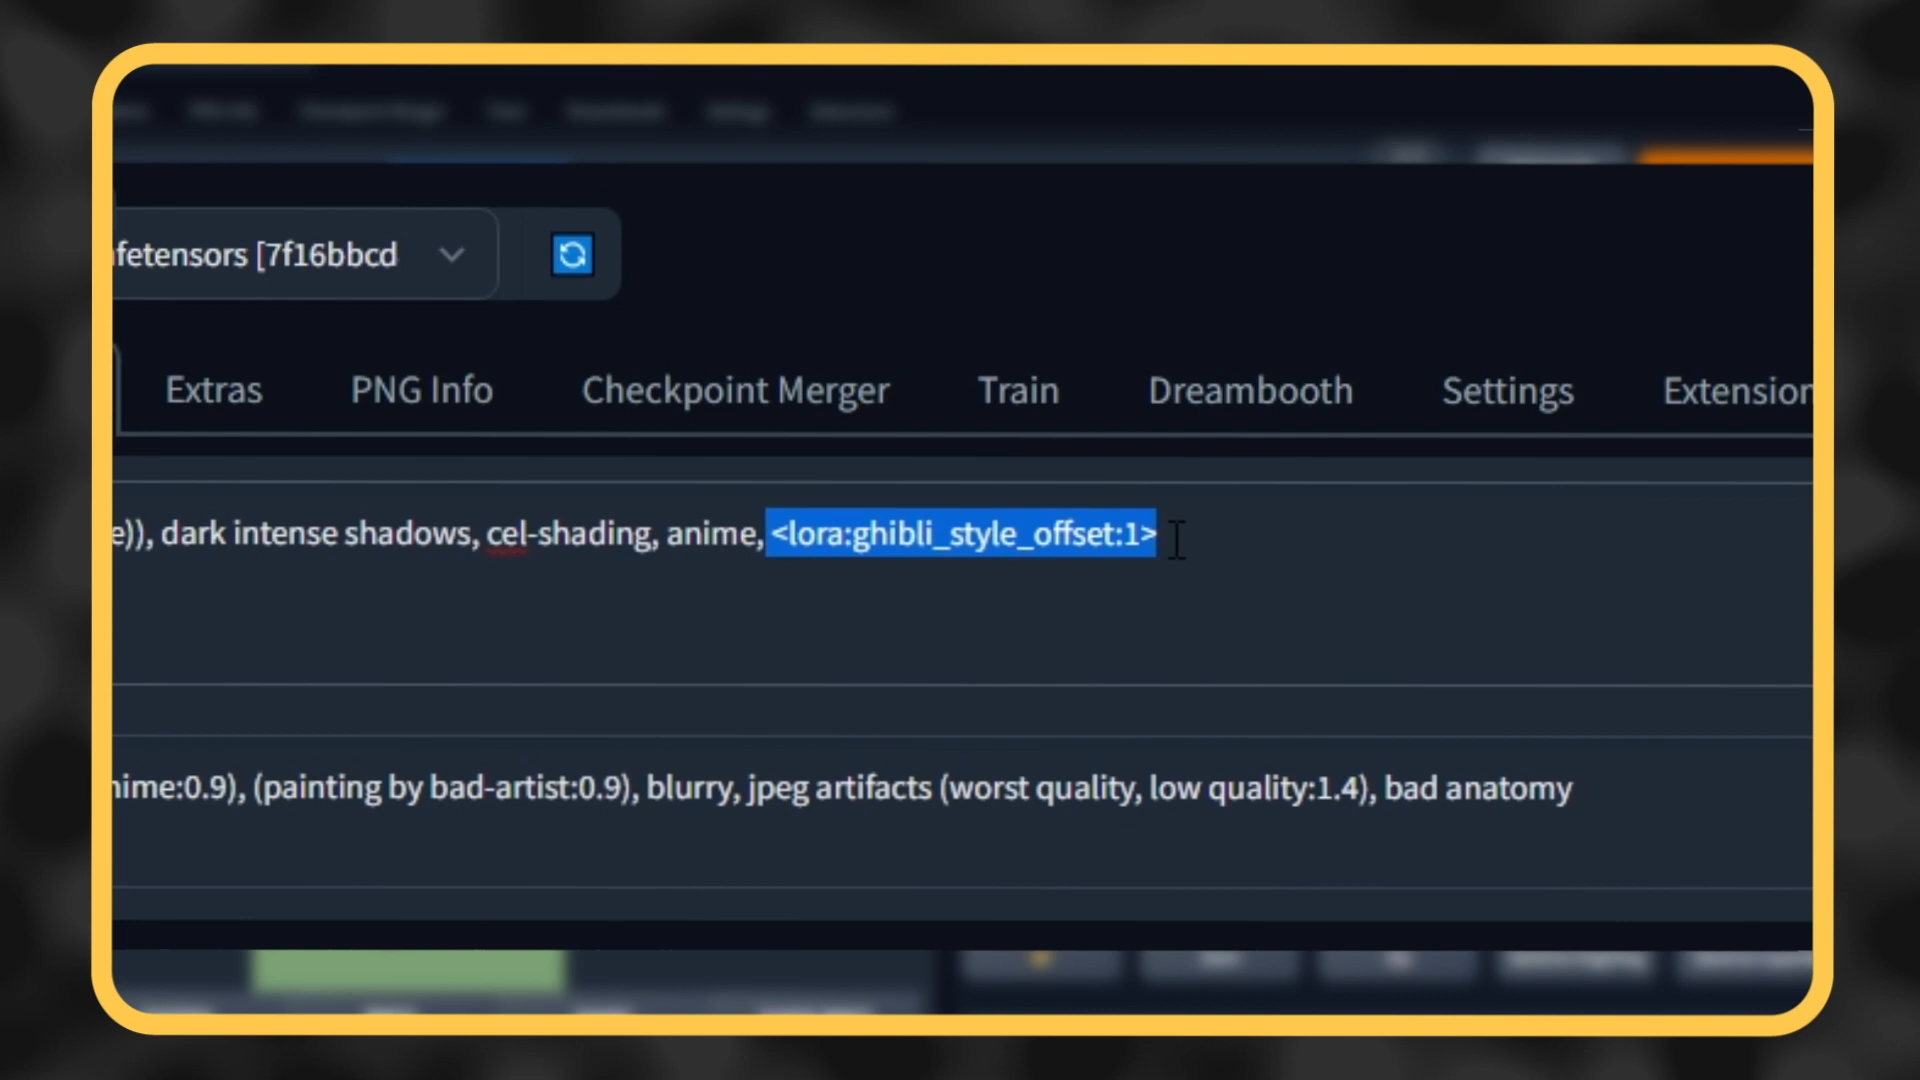 fetensors [7f16bbcd
Extras PNG Info Checkpoint Merger Train Dreambooth Settings Extension
e)), dark intense shadows, cel-shading, anime, <lora:ghibli_style_offset:1>
nime:0.9), (painting by bad-artist:0.9), blurry, jpeg artifacts (worst quality, low quality:1.4), bad anatomy